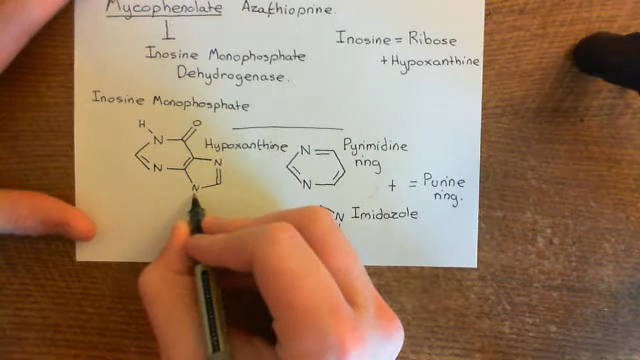 Mycophenolate Azathioprine.
Inosine Monophosphate
Dehydrogenase.
Inosine = Ribose
+ Hypoxanthine
Inosine Monophosphate
H
O
N
N
N
N
Hypoxanthine
N
N
Pyrimidine
ring
+ = Purine
ring.
N Imidazole